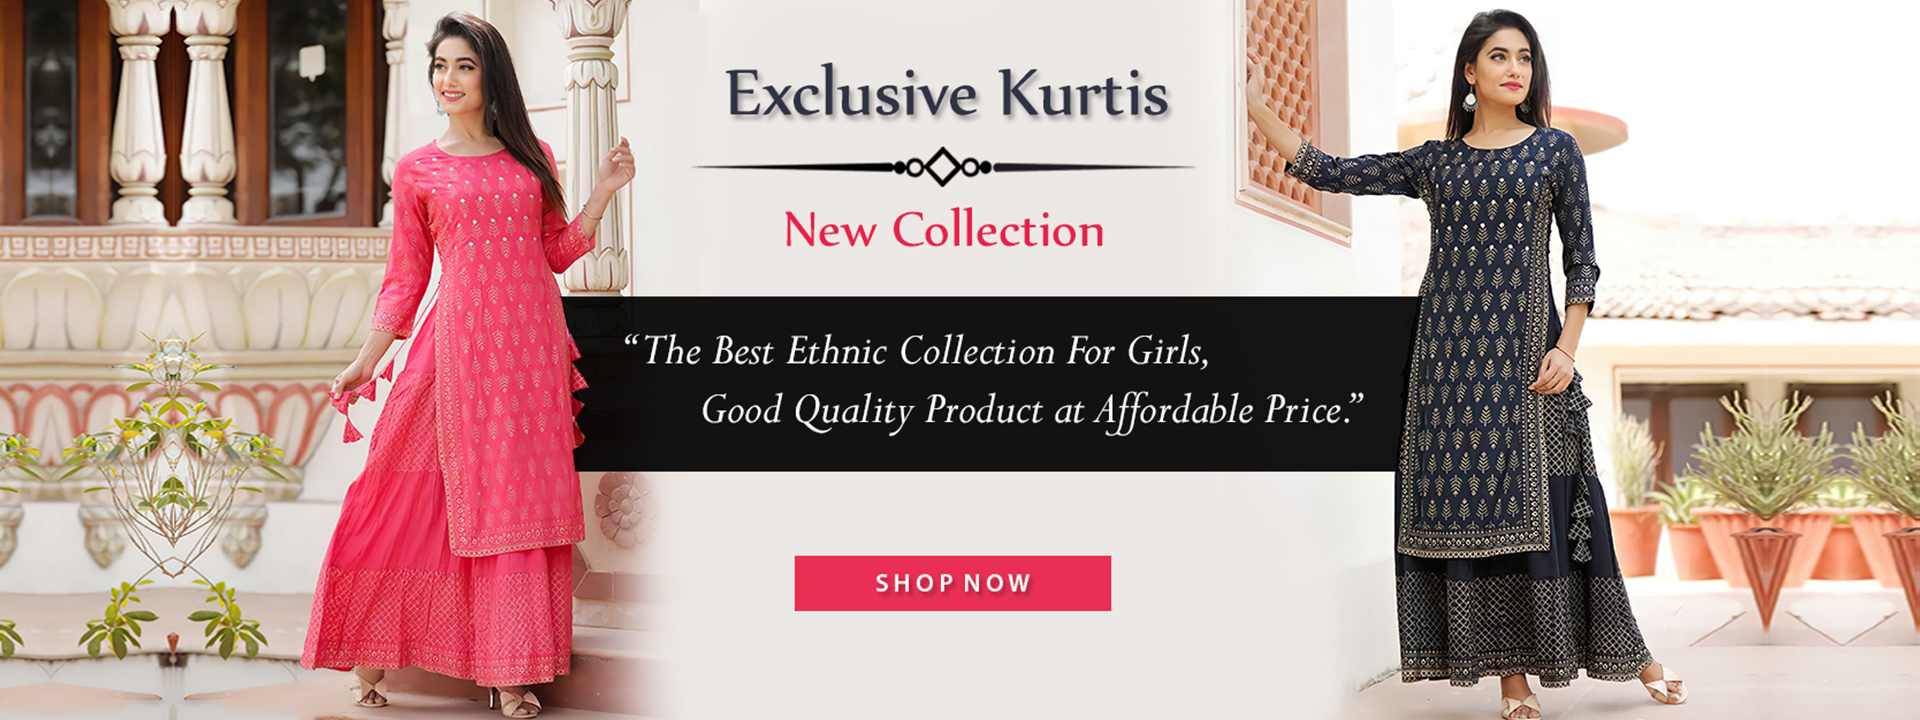 Exclusive Kurtis
New Collection
“The Best Ethnic Collection For Girls,
Good Quality Product at Affordable Price.”
SHOP NOW